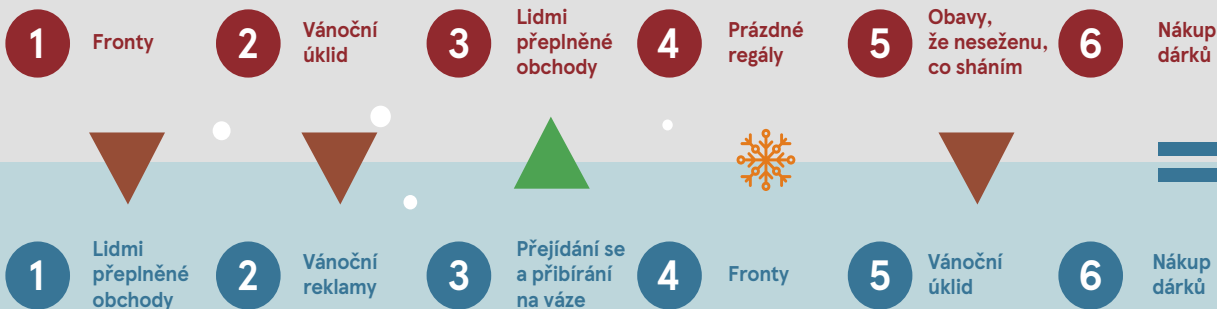 1
Fronty
2
Vánoční
úklid
3
Lidmi
přeplněné
obchody
4
Prázdné
regály
5
Obavy,
že neseženu,
co sháním
6
Nákup
dárků
1
Lidmi
přeplněné
obchody
2
Vánoční
reklamy
3
Přejídání se
a přibírání
na váze
4
Fronty
5
Vánoční
úklid
6
Nákup
dárků